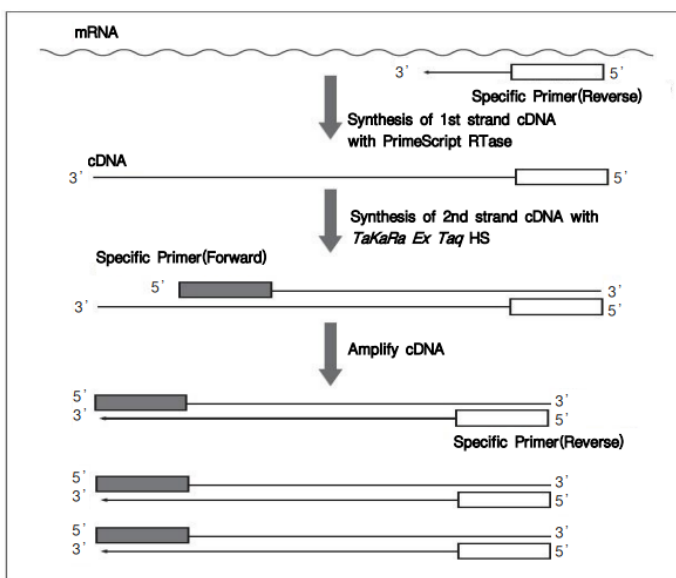 mRNA
3' 5'
Specific Primer(Reverse)
Synthesis of 1st strand cDNA
with PrimeScript RTase
cDNA
3' 5'
Synthesis of 2nd strand cDNA with
TaKaRa Ex Taq HS
Specific Primer(Forward)
5' 3'
3' 5'
Amplify cDNA
5' 3'
3' 5'
Specific Primer(Reverse)
5' 3'
3' 5'
5' 3'
3' 5'